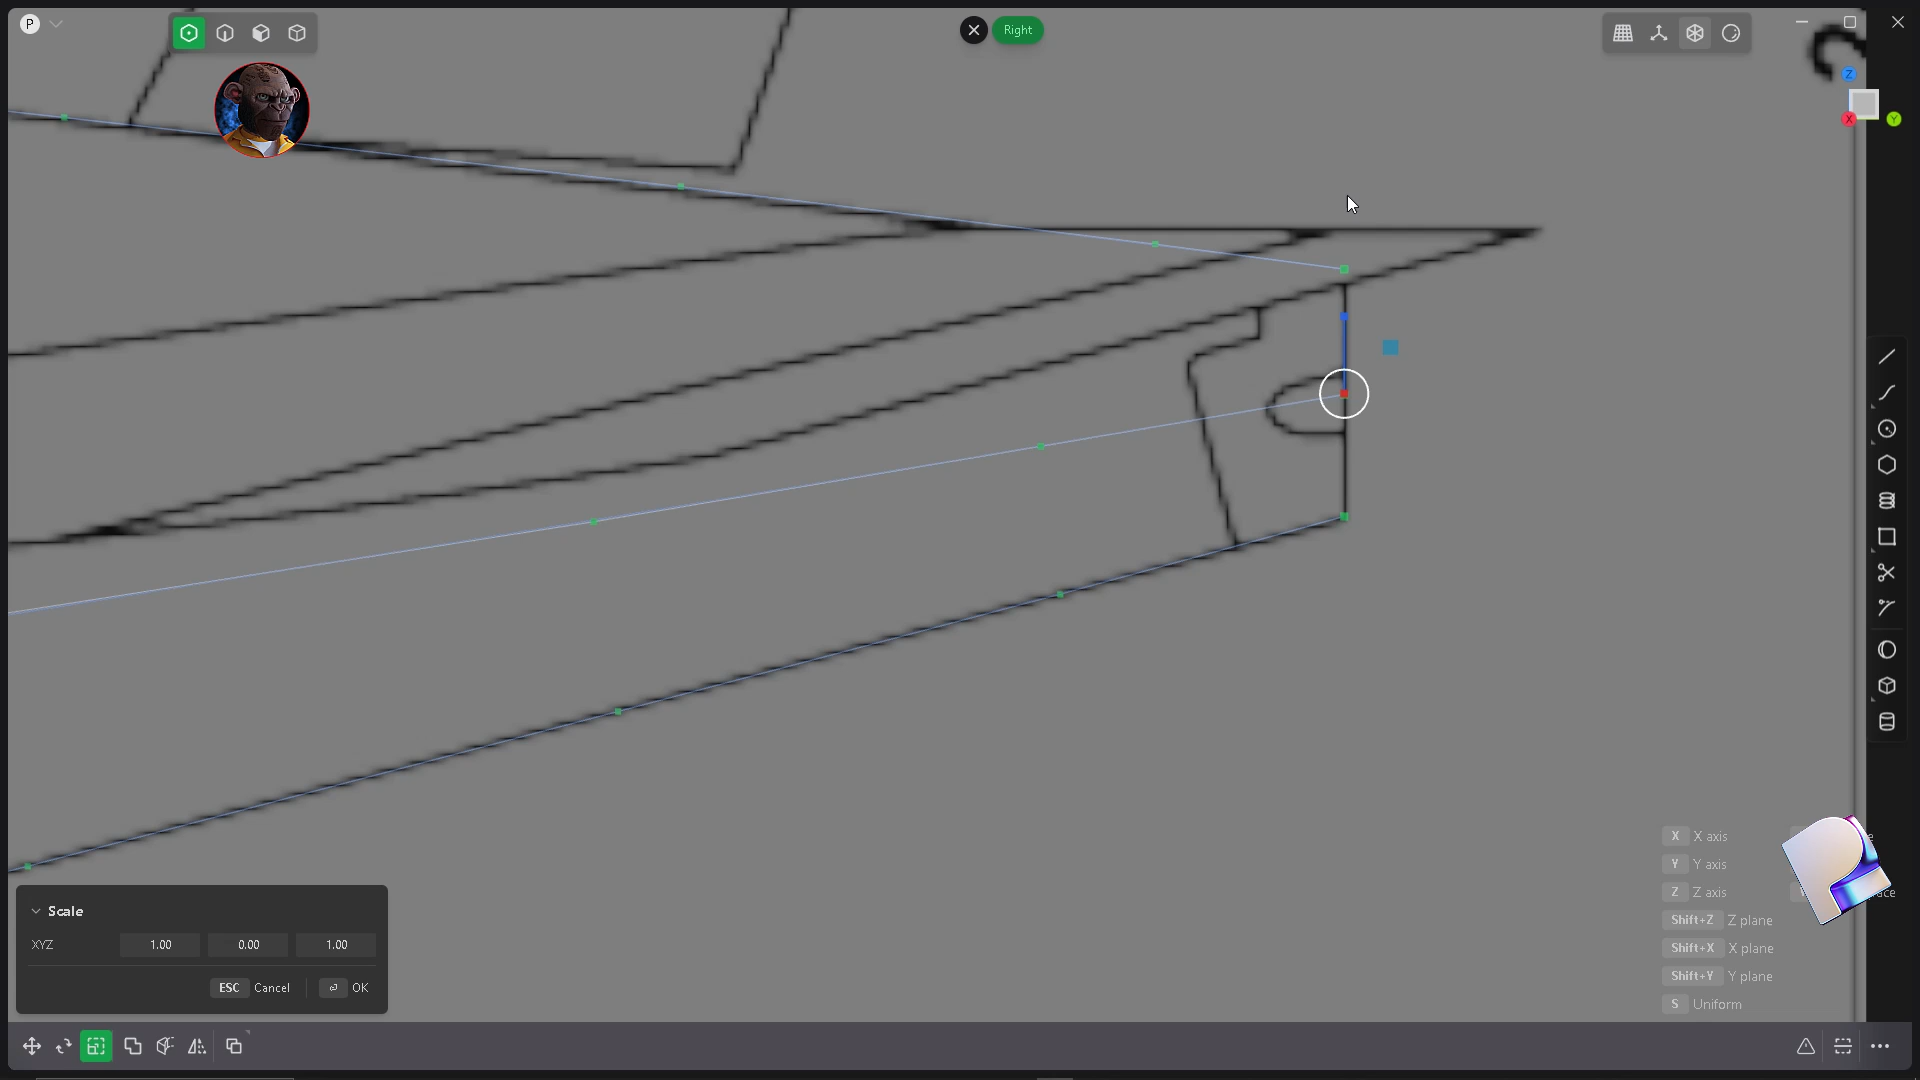 P
Right
Z
X
Y
X X axis
Y Y axis
Z Z axis
Shift+Z Z plane
Shift+X X plane
Shift+Y Y plane
S Uniform
Scale
XYZ 1.00 0.00 1.00
ESC Cancel OK